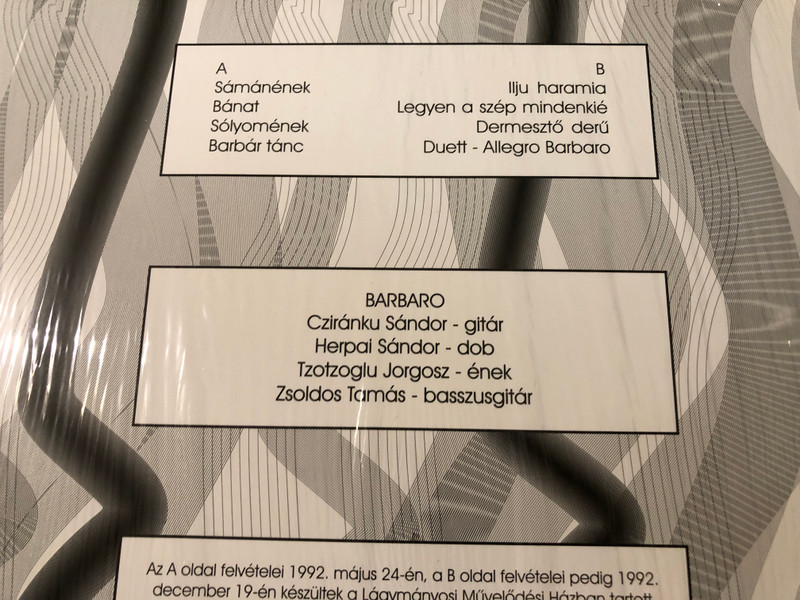 A
Sámánének
Bánat
Sólyomének
Barbár tánc
B
Ilju haramia
Legyen a szép mindenkié
Dermesztő derű
Duett - Allegro Barbaro
BARBARO
Cziránku Sándor - gitár
Herpai Sándor - dob
Tzotzoglu Jorgosz - ének
Zsoldos Tamás - basszusgitár
Az A oldal felvételei 1992. május 24-én, a B oldal felvételei pedig 1992.
december 19-én készültek a Lágymányosi Művelődési Házban tartott